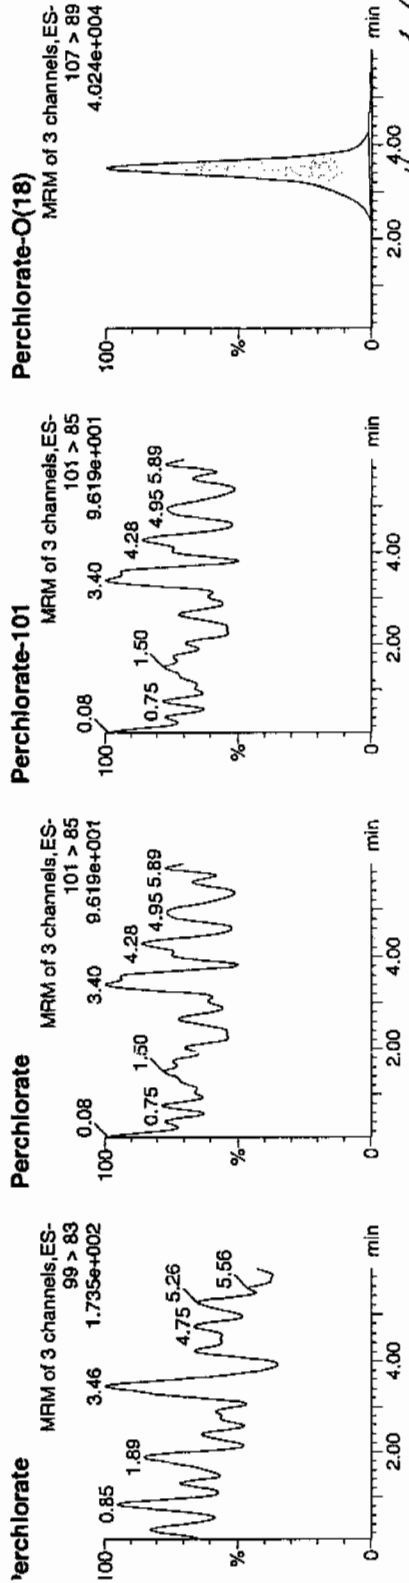 Perchlorate
MRM of 3 channels,ES-
99 > 83
1.735e+002
100
%
0
0.85
1.89
3.46
4.75
5.26
5.56
2.00
4.00
min
Perchlorate
MRM of 3 channels,ES-
101 > 85
9.619e+001
100
%
0
0.08
0.75
1.50
3.40
4.28
4.95
5.89
2.00
4.00
min
Perchlorate-101
MRM of 3 channels,ES-
101 > 85
9.619e+001
100
%
0
0.08
0.75
1.50
3.40
4.28
4.95
5.89
2.00
4.00
min
Perchlorate-O(18)
MRM of 3 channels,ES-
107 > 89
4.024e+004
100
%
0
2.00
4.00
min